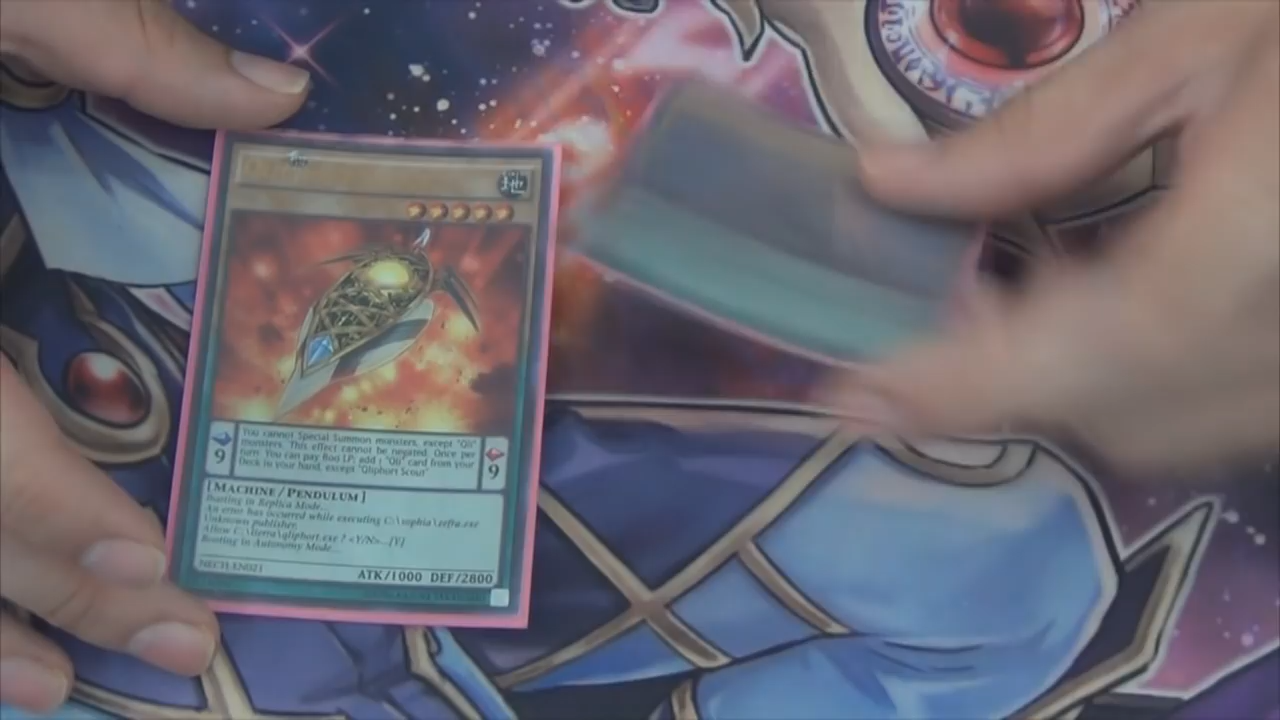 地
You cannot Special Summon monsters, except "Qli"
monsters. This effect cannot be negated. Once per
turn: You can pay 800 LP; add 1 "Qli" card from your
Deck to your hand, except "Qliphort Scout"
9
9
[MACHINE/PENDULUM]
Booting in Replica Mode...
An error has occurred while executing C:\sophia\zefra.exe
Unknown publisher.
Allow C:\tierra\qliphort.exe ? <Y/N>...[Y]
Booting in Autonomy Mode...
NECH-EN021
ATK/1000 DEF/2800